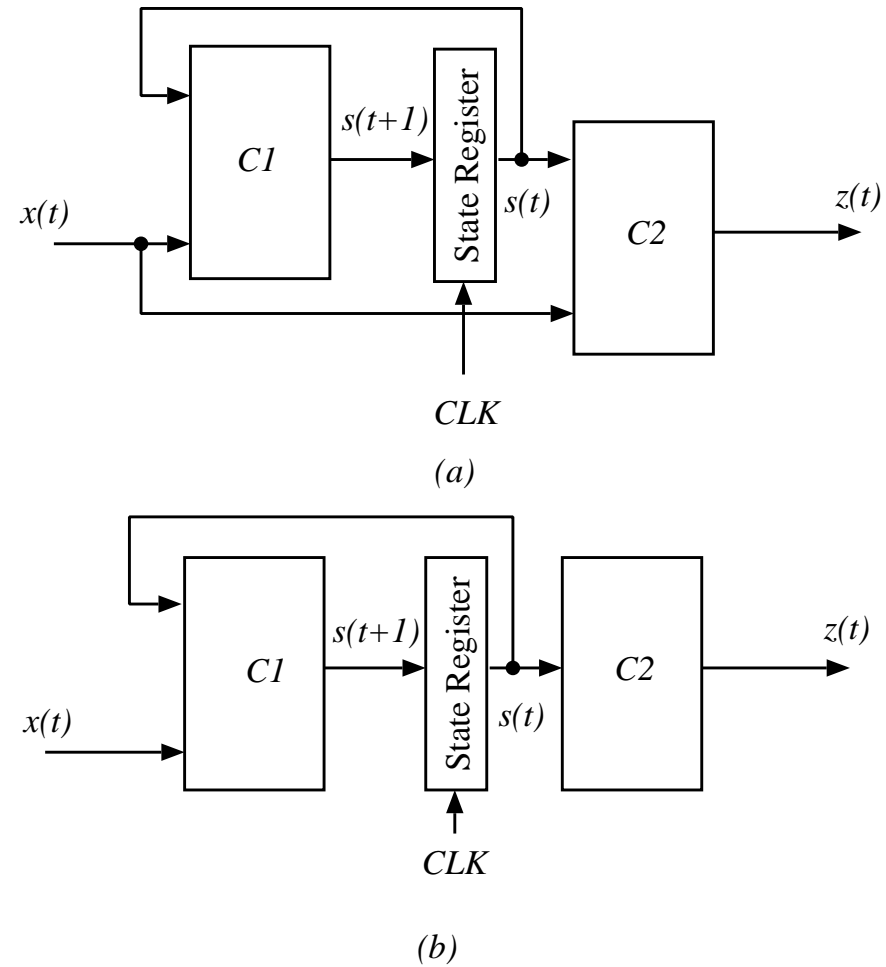 s(t+1)
State Register
C1
s(t)
x(t)
z(t)
C2
CLK
(a)
s(t+1)
State Register
C1
C2
z(t)
s(t)
x(t)
CLK
(b)